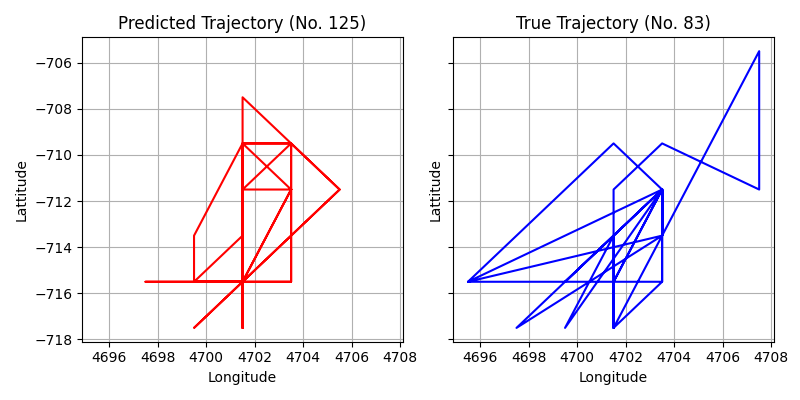 Predicted Trajectory (No. 125)
True Trajectory (No. 83)
Lattitude
−706
−708
−710
−712
−714
−716
−718
4696 4698 4700 4702 4704 4706 4708
Longitude
Lattitude
4696 4698 4700 4702 4704 4706 4708
Longitude